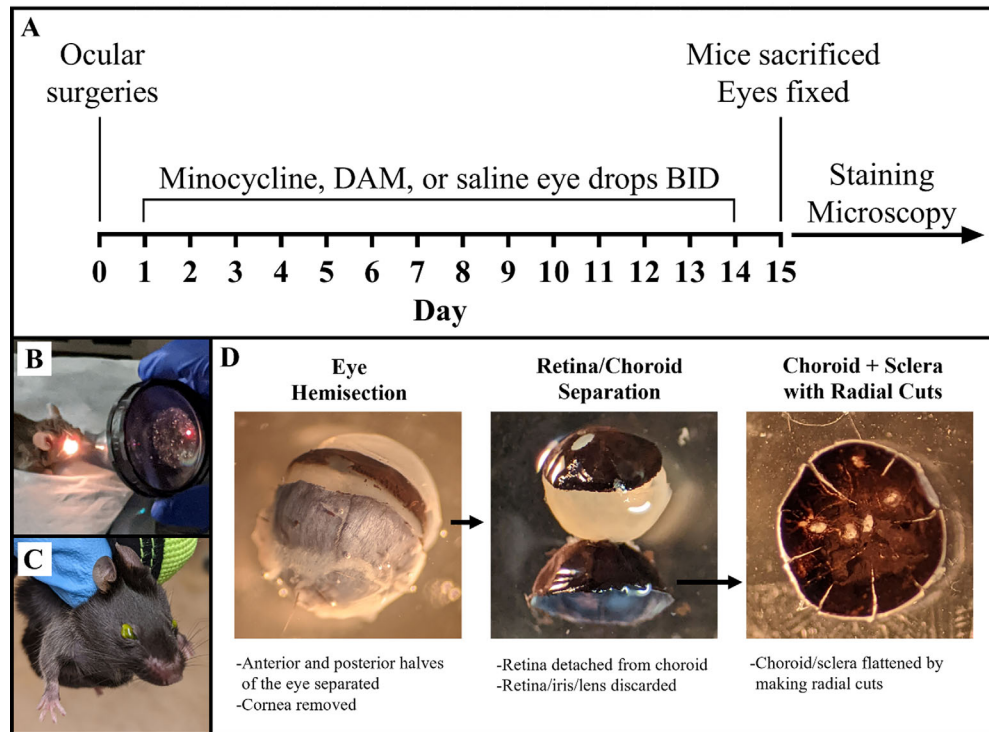 A
Ocular
surgeries
Mice sacrificed
Eyes fixed
Minocycline, DAM, or saline eye drops BID
Staining
Microscopy
0 1 2 3 4 5 6 7 8 9 10 11 12 13 14 15
Day
B
C
D
Eye
Hemisection
-Anterior and posterior halves
of the eye separated
-Cornea removed
Retina/Choroid
Separation
-Retina detached from choroid
-Retina/iris/lens discarded
Choroid + Sclera
with Radial Cuts
-Choroid/sclera flattened by
making radial cuts